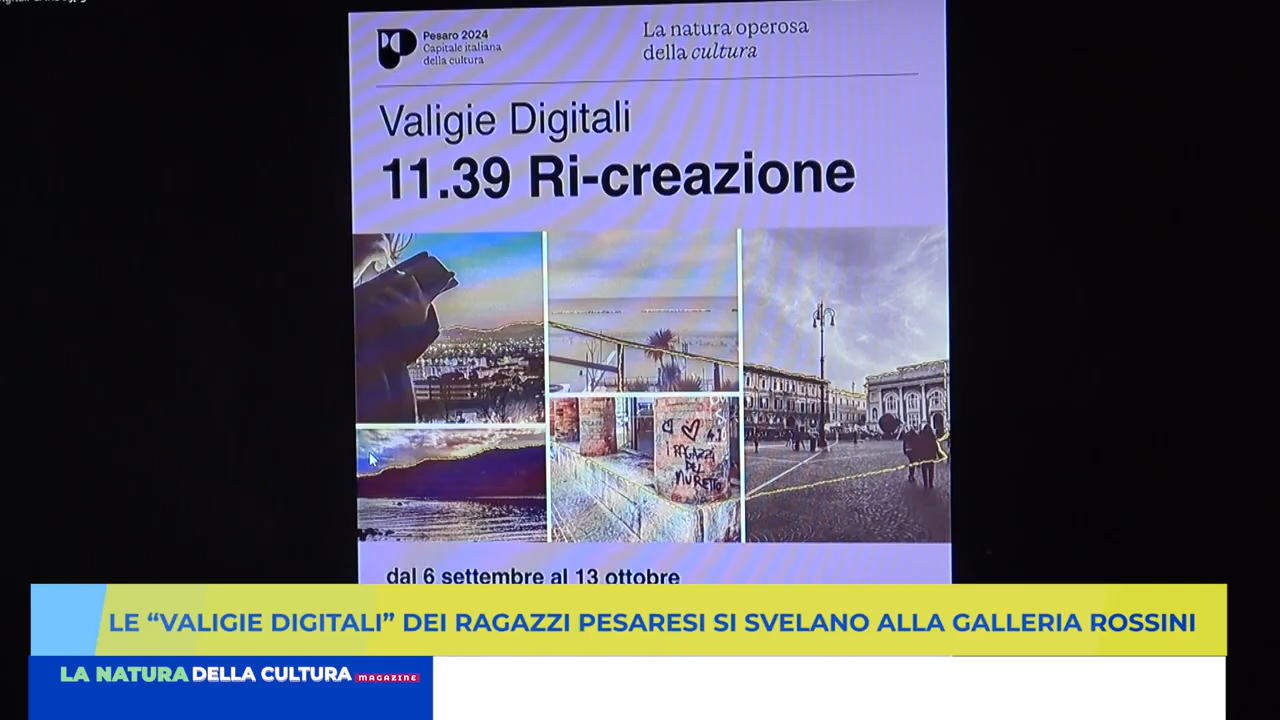 Pesaro 2024
Capitale italiana
della cultura
La natura operosa
della cultura
Valigie Digitali
11.39 Ri-creazione
4.1
I RAGAZZI
DEL
MURETTO
dal 6 settembre al 13 ottobre
LE “VALIGIE DIGITALI” DEI RAGAZZI PESARESI SI SVELANO ALLA GALLERIA ROSSINI
LA NATURA DELLA CULTURA MAGAZINE